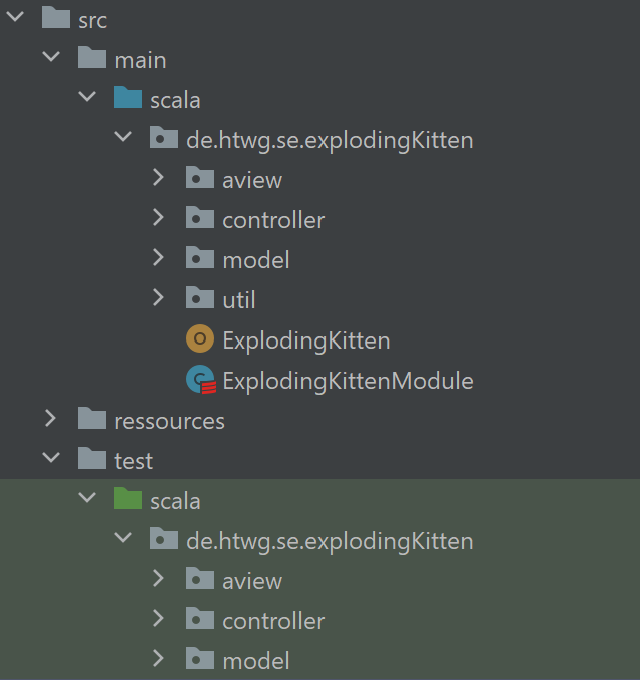 src
main
scala
de.htwg.se.explodingKitten
aview
controller
model
util
O ExplodingKitten
C ExplodingKittenModule
ressources
test
scala
de.htwg.se.explodingKitten
aview
controller
model